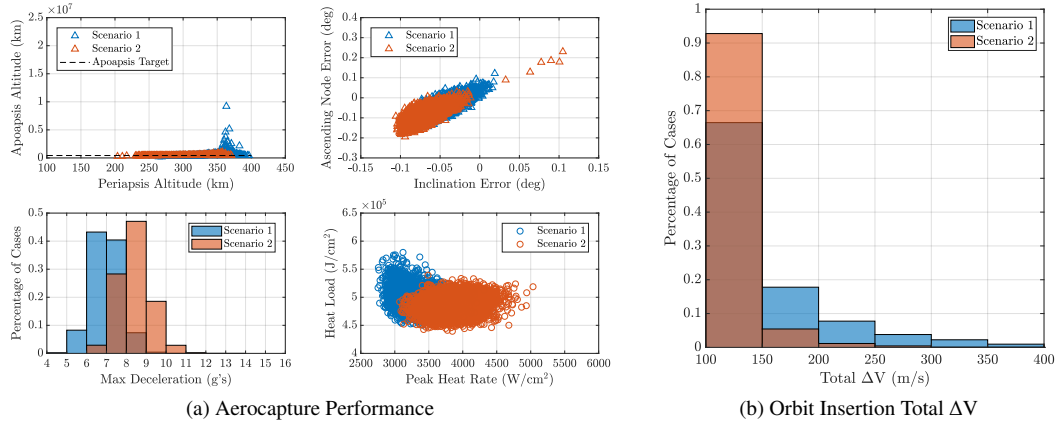 ×10⁷
2.5
2
1.5
1
0.5
0
100 150 200 250 300 350 400 450
Apoapsis Altitude (km)
Periapsis Altitude (km)
Scenario 1
Scenario 2
Apoapsis Target
0.4
0.3
0.2
0.1
0
-0.1
-0.2
-0.3
-0.15 -0.1 -0.05 0 0.05 0.1 0.15
Ascending Node Error (deg)
Inclination Error (deg)
Scenario 1
Scenario 2
0.5
0.4
0.3
0.2
0.1
0
4 5 6 7 8 9 10 11 12 13 14 15 16
Percentage of Cases
Max Deceleration (g's)
Scenario 1
Scenario 2
×10⁵
6.5
6
5.5
5
4.5
4
2500 3000 3500 4000 4500 5000 5500 6000
Heat Load (J/cm²)
Peak Heat Rate (W/cm²)
Scenario 1
Scenario 2
(a) Aerocapture Performance
1
0.9
0.8
0.7
0.6
0.5
0.4
0.3
0.2
0.1
0
100 150 200 250 300 350 400
Percentage of Cases
Total ΔV (m/s)
Scenario 1
Scenario 2
(b) Orbit Insertion Total ΔV